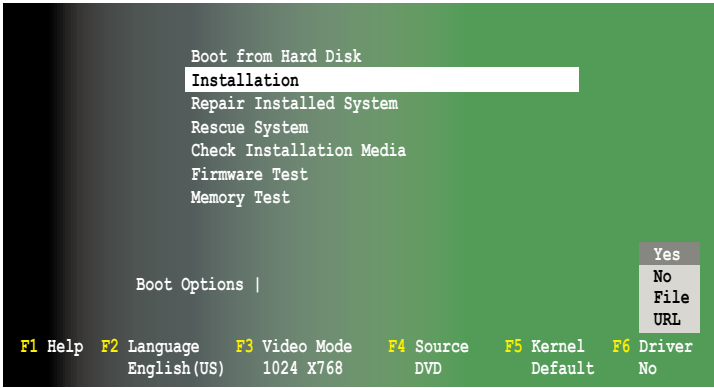 Boot from Hard Disk
Installation
Repair Installed System
Rescue System
Check Installation Media
Firmware Test
Memory Test
Yes
No
File
URL
Boot Options |
F1 Help F2 Language F3 Video Mode F4 Source F5 Kernel F6 Driver
English(US) 1024 X768 DVD Default No